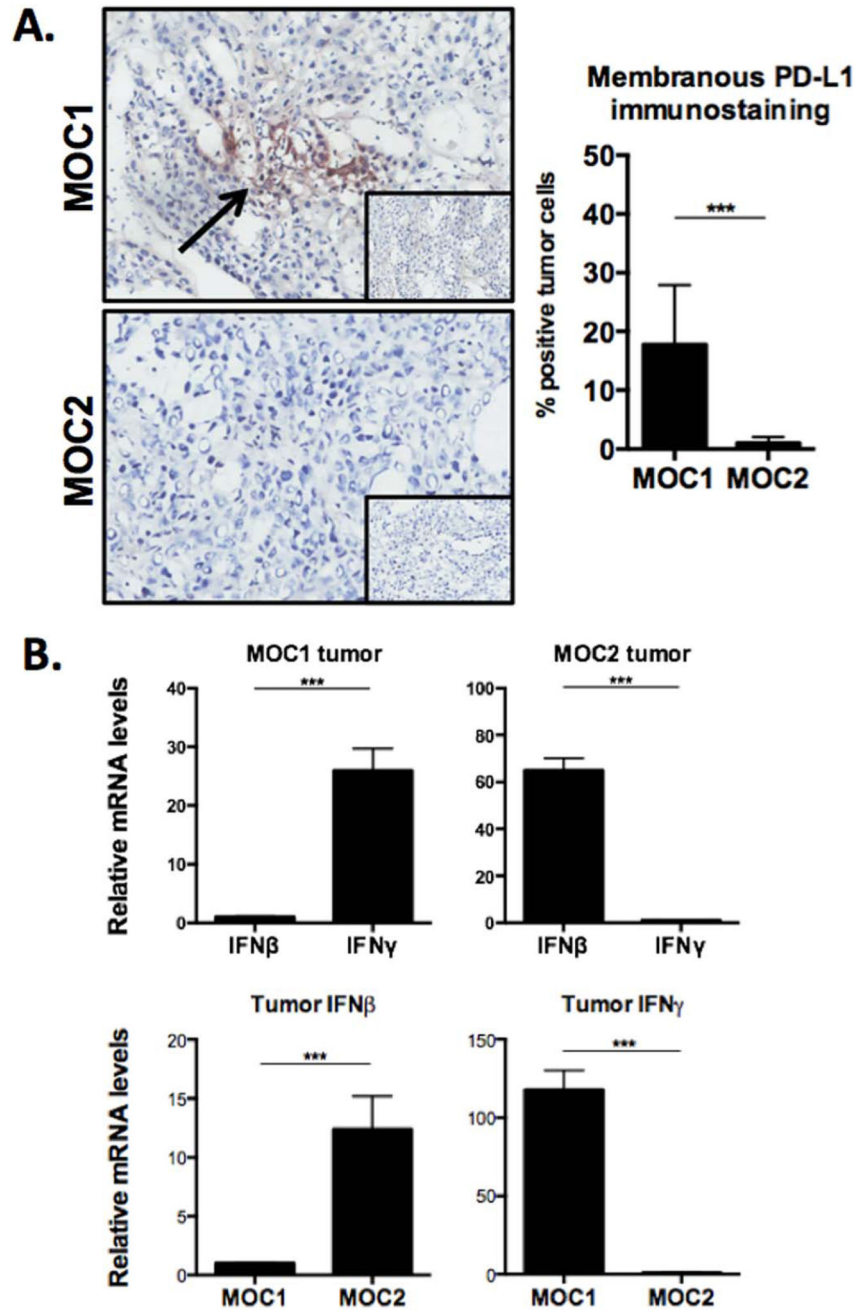 A.
MOC1
MOC2
Membranous PD-L1
immunostaining
% positive tumor cells
50
40
30
20
10
0
***
MOC1 MOC2
B.
MOC1 tumor
Relative mRNA levels
40
30
20
10
0
***
IFNβ IFNγ
MOC2 tumor
100
80
60
40
20
0
***
IFNβ IFNγ
Tumor IFNβ
Relative mRNA levels
20
15
10
5
0
***
MOC1 MOC2
Tumor IFNγ
150
100
50
0
***
MOC1 MOC2